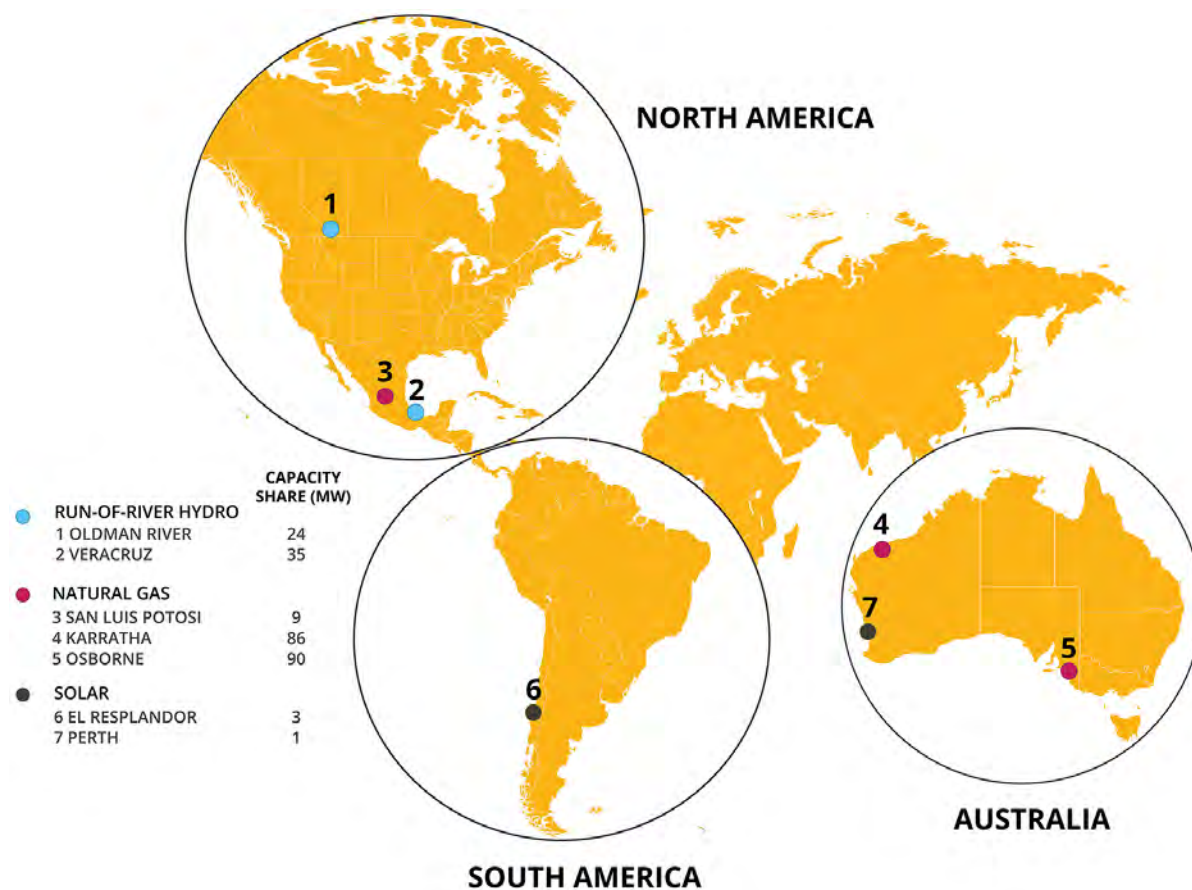 NORTH AMERICA
1
3
2
CAPACITY
SHARE (MW)
RUN-OF-RIVER HYDRO
1 OLDMAN RIVER 24
2 VERACRUZ 35
NATURAL GAS
3 SAN LUIS POTOSI 9
4 KARRATHA 86
5 OSBORNE 90
SOLAR
6 EL RESPLANDOR 3
7 PERTH 1
6
SOUTH AMERICA
4
7
5
AUSTRALIA